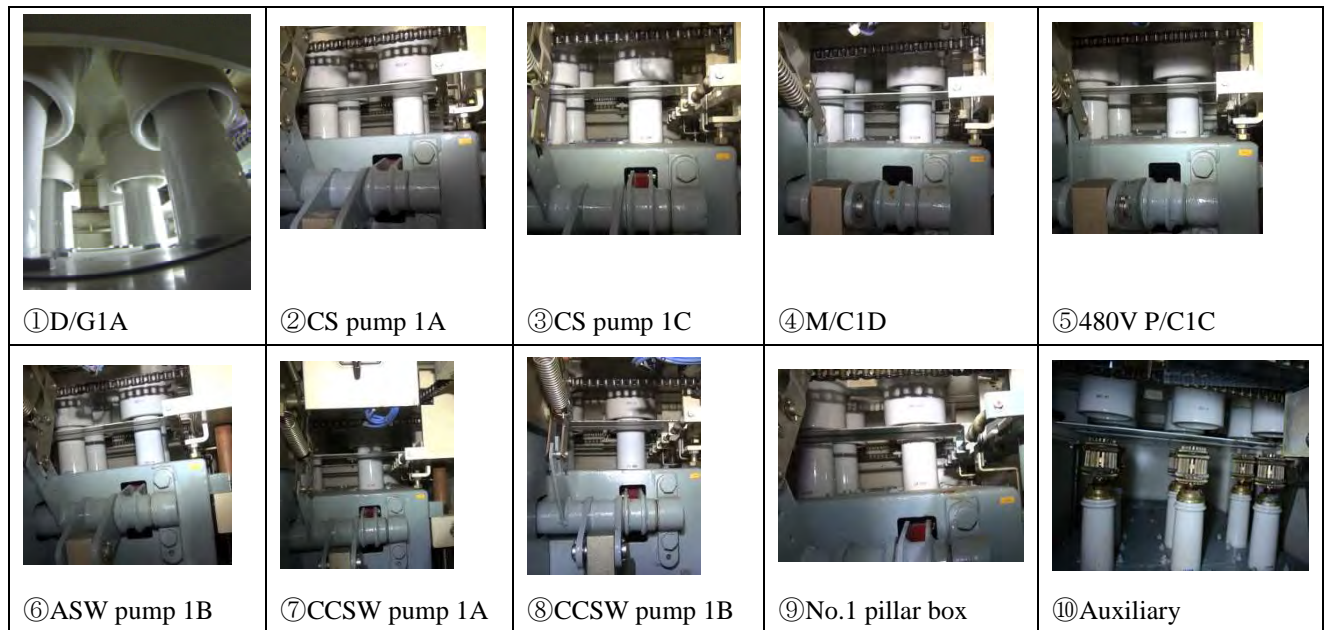 ①D/G1A
②CS pump 1A
③CS pump 1C
④M/C1D
⑤480V P/C1C
⑥ASW pump 1B
⑦CCSW pump 1A
⑧CCSW pump 1B
⑨No.1 pillar box
⑩Auxiliary